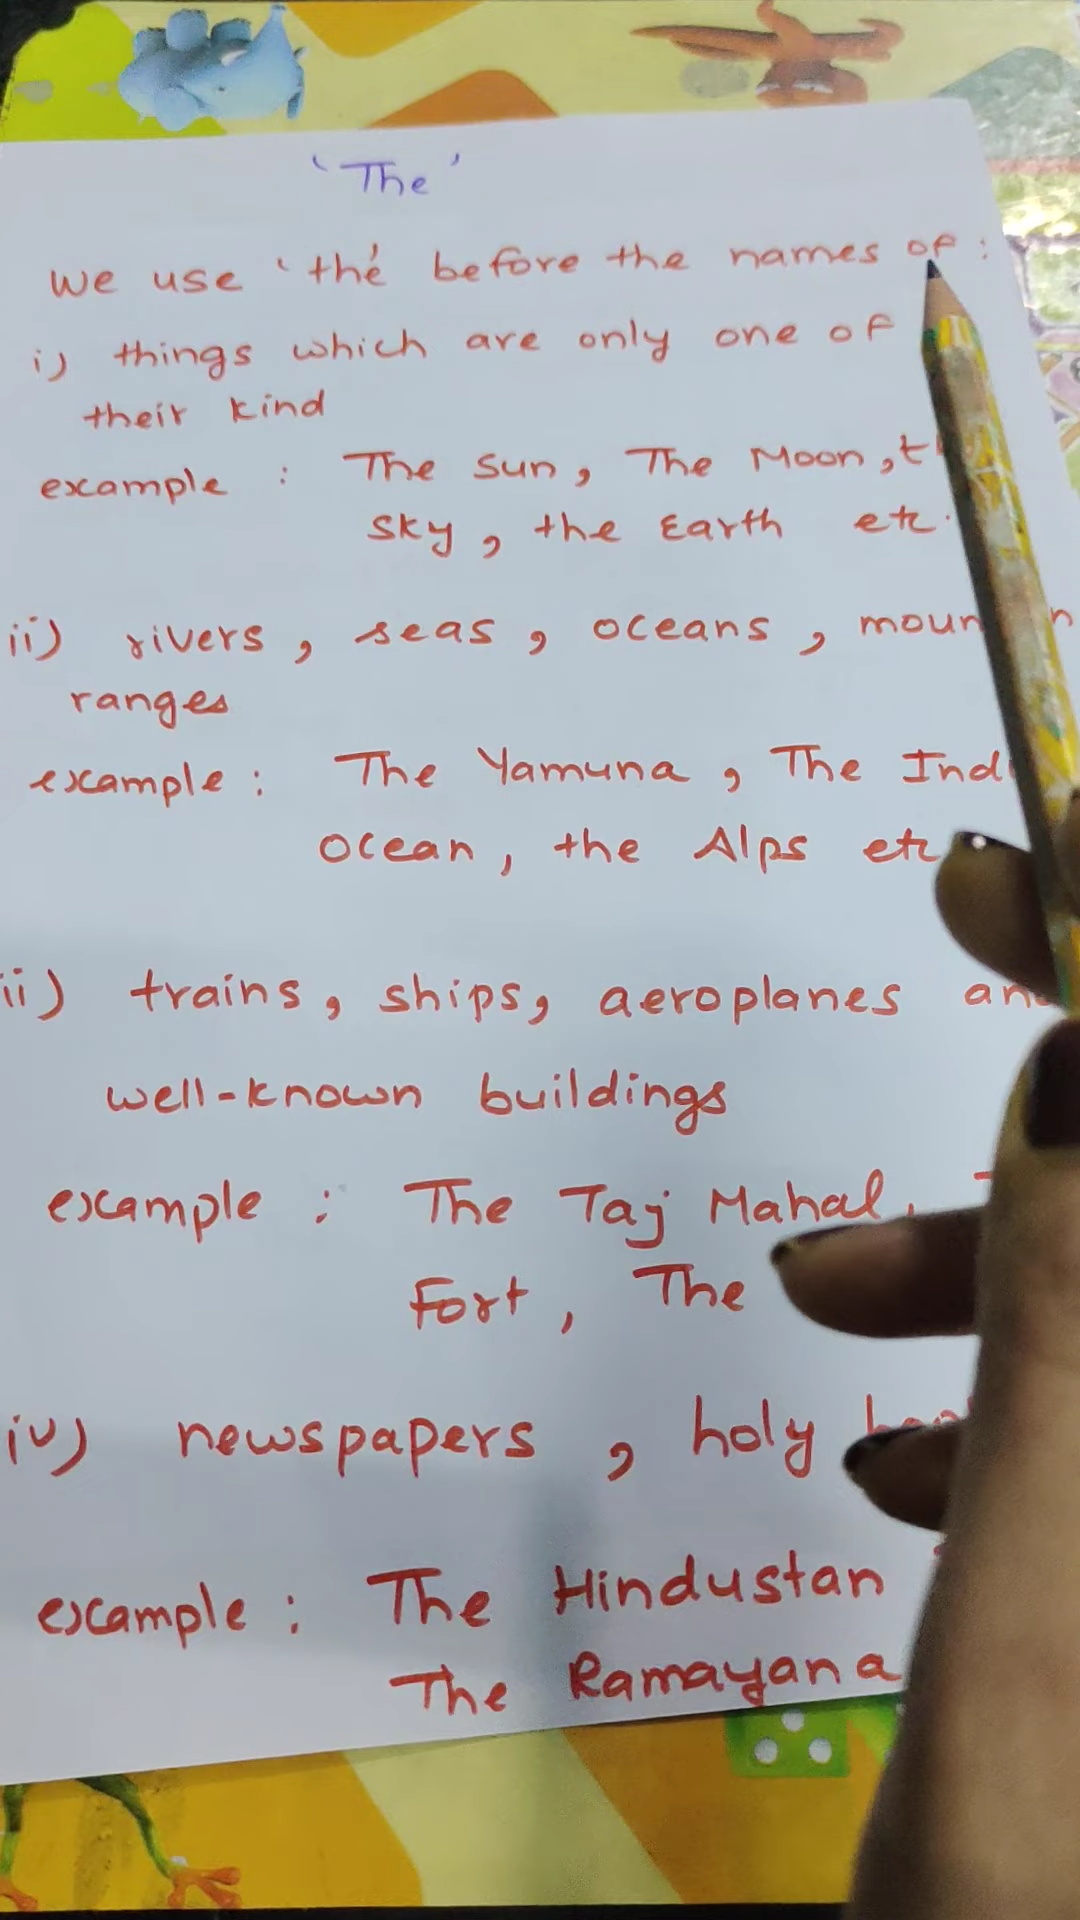 'The'
We use 'the' before the names of :
i) things which are only one of
their kind
example : The Sun, The Moon,
Sky, the Earth etc.
ii) rivers, seas, oceans,
ranges
example : The Yamuna, The
Ocean, the Alps etc
ii) trains, ships, aeroplanes
well-known buildings
example : The Taj Mahal,
Fort, The
iv) newspapers, holy
example : The Hindustan
The Ramayana